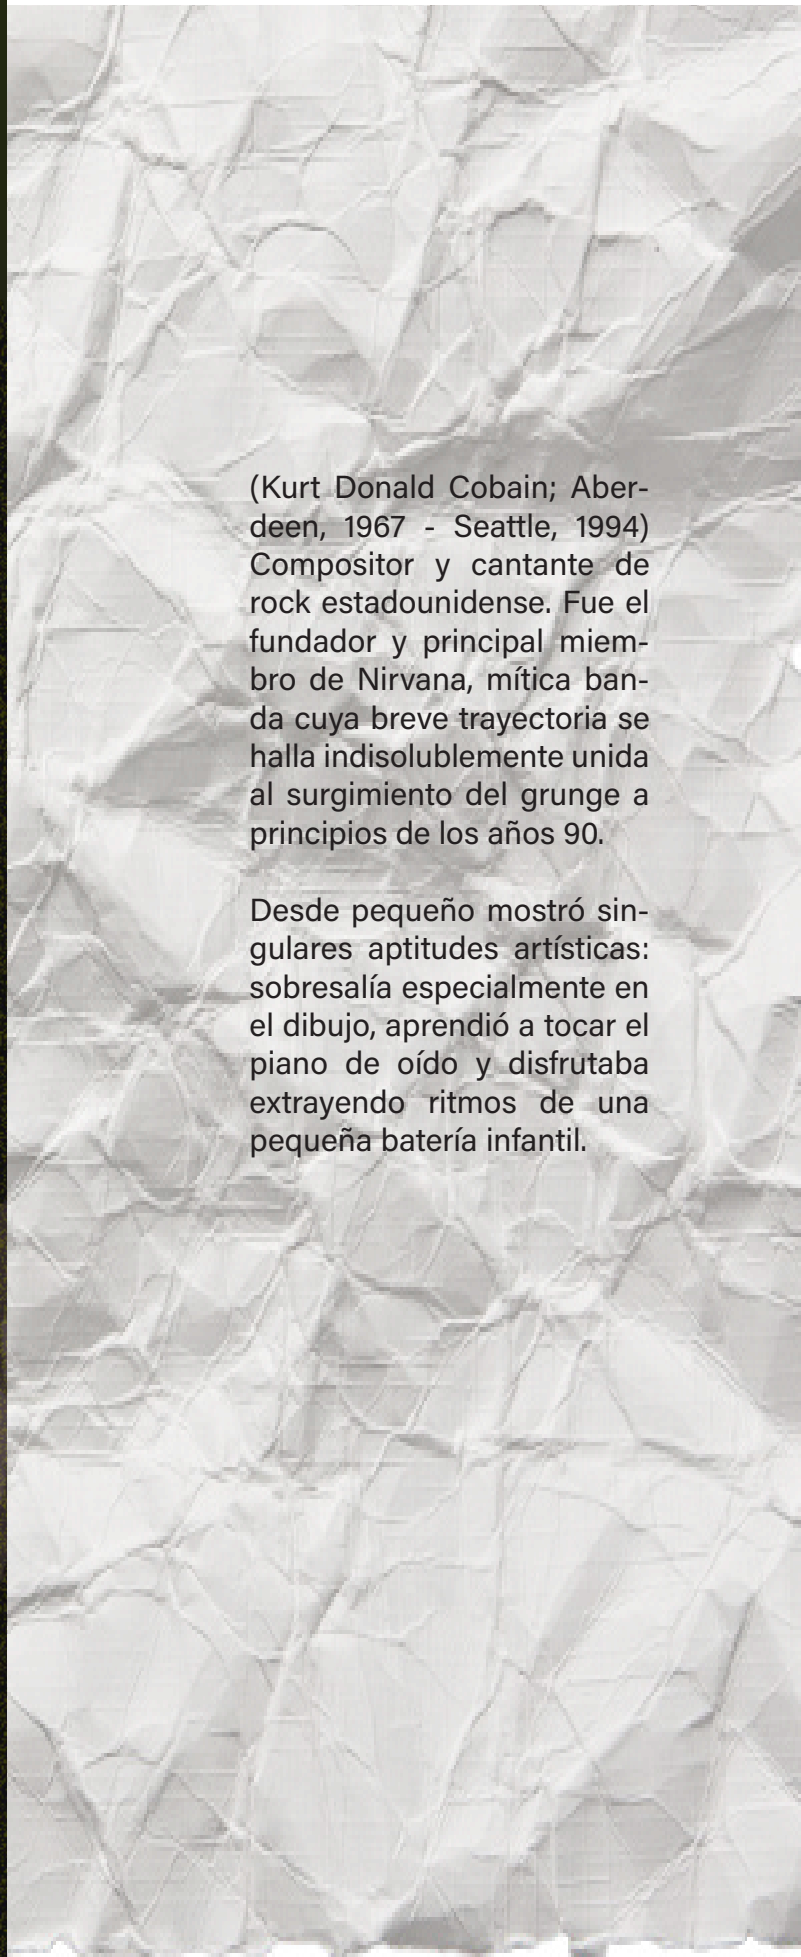 (Kurt Donald Cobain; Aber-
deen, 1967 - Seattle, 1994)
Compositor y cantante de
rock estadounidense. Fue el
fundador y principal miem-
bro de Nirvana, mítica ban-
da cuya breve trayectoria se
halla indisolublemente unida
al surgimiento del grunge a
principios de los años 90.
Desde pequeño mostró sin-
gulares aptitudes artísticas:
sobresalía especialmente en
el dibujo, aprendió a tocar el
piano de oído y disfrutaba
extrayendo ritmos de una
pequeña batería infantil.